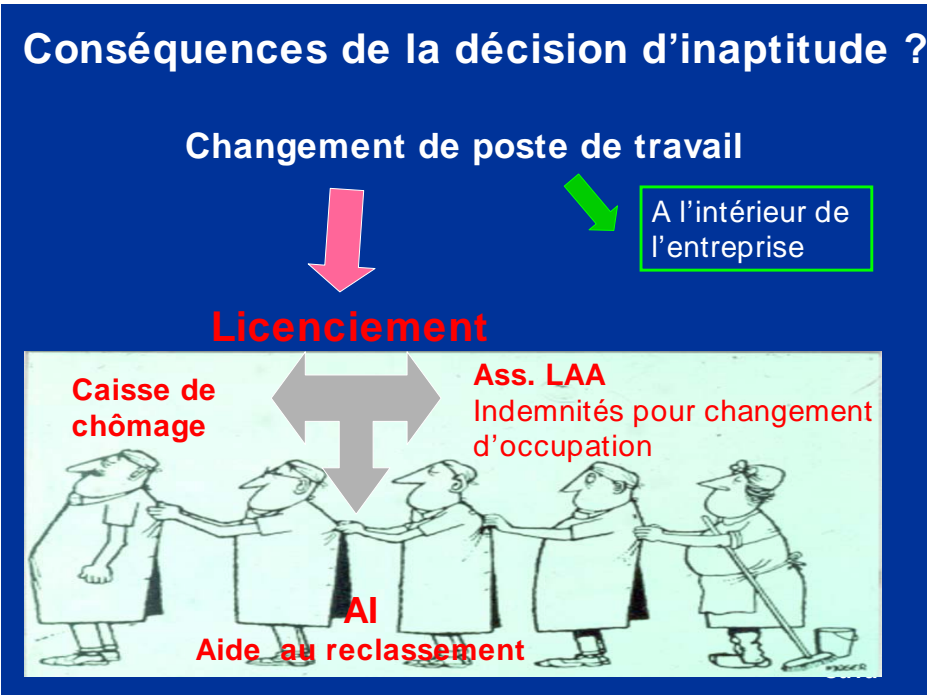 Conséquences de la décision d’inaptitude ?
Changement de poste de travail
A l’intérieur de
l’entreprise
Licenciement
Caisse de
chômage
Ass. LAA
Indemnités pour changement
d’occupation
AI
Aide au reclassement